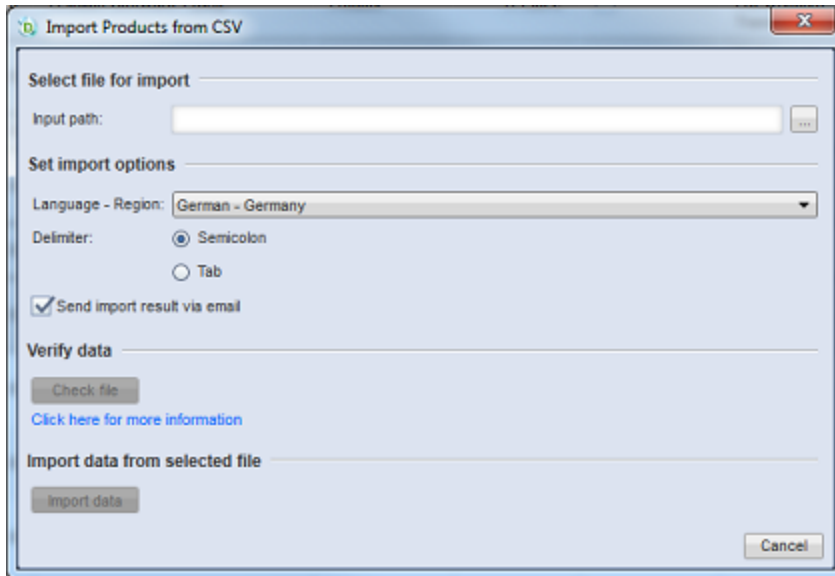 Import Products from CSV
Select file for import
Input path:
...
Set import options
Language - Region: German - Germany
Delimiter: Semicolon
Tab
Send import result via email
Verify data
Check file
Click here for more information
Import data from selected file
Import data
Cancel